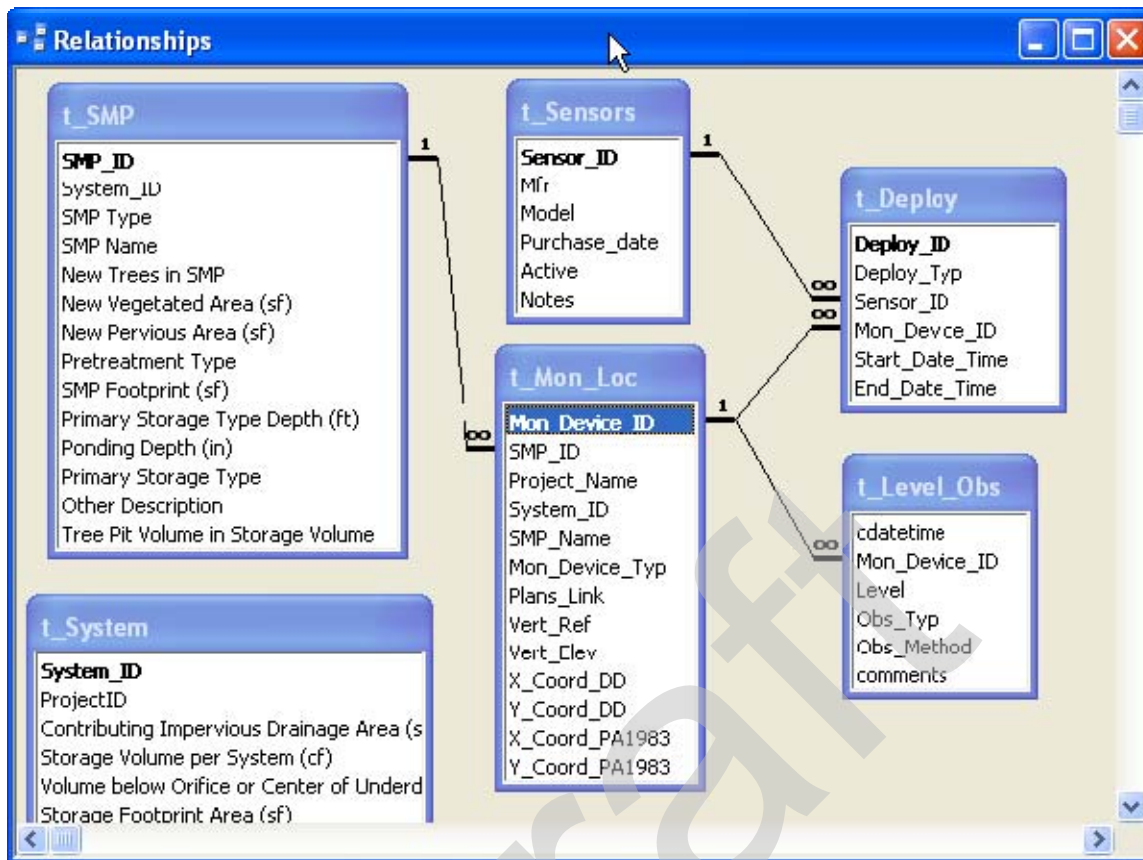 Relationships
t_SMP
SMP_ID
System_ID
SMP Type
SMP Name
New Trees in SMP
New Vegetated Area (sf)
New Pervious Area (sf)
Pretreatment Type
SMP Footprint (sf)
Primary Storage Type Depth (ft)
Ponding Depth (in)
Primary Storage Type
Other Description
Tree Pit Volume in Storage Volume
1
∞
t_Sensors
Sensor_ID
Mfr
Model
Purchase_date
Active
Notes
1
∞
t_Deploy
Deploy_ID
Deploy_Typ
Sensor_ID
Mon_Devce_ID
Start_Date_Time
End_Date_Time
t_Mon_Loc
Mon_Device_ID
SMP_ID
Project_Name
System_ID
SMP_Name
Mon_Device_Typ
Plans_Link
Vert_Ref
Vert_Elev
X_Coord_DD
Y_Coord_DD
X_Coord_PA1983
Y_Coord_PA1983
1
∞
∞
t_Level_Obs
cdatetime
Mon_Device_ID
Level
Obs_Typ
Obs_Method
comments
t_System
System_ID
ProjectID
Contributing Impervious Drainage Area (s
Storage Volume per System (cf)
Volume below Orifice or Center of Underd
Storage Footprint Area (sf)
raft